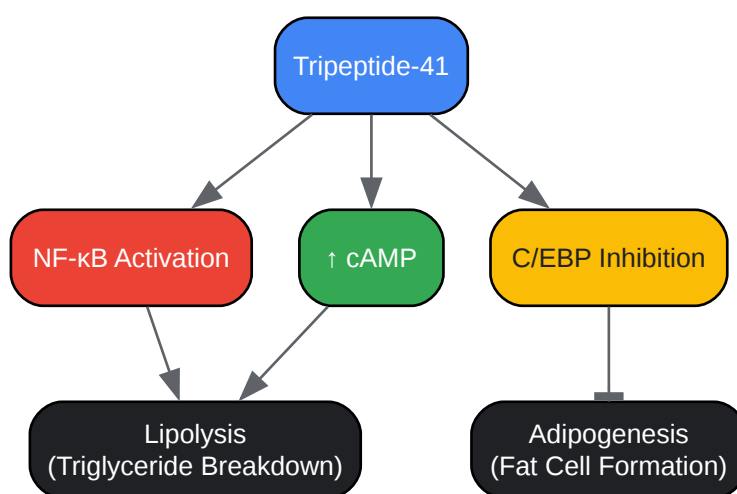 Tripeptide-41
NF-κB Activation
↑ cAMP
C/EBP Inhibition
Lipolysis
(Triglyceride Breakdown)
Adipogenesis
(Fat Cell Formation)